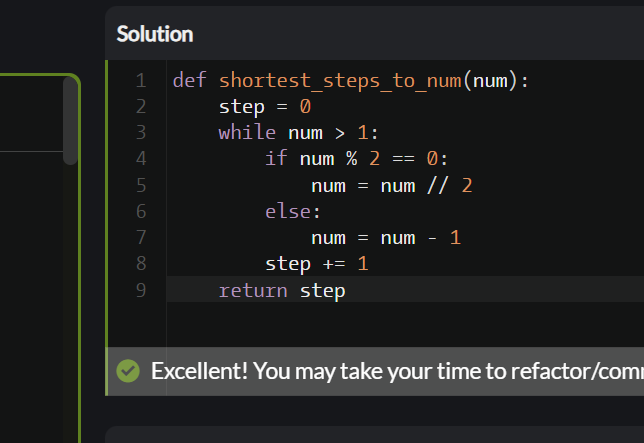 Solution
1 def shortest_steps_to_num(num):
2     step = 0
3     while num > 1:
4         if num % 2 == 0:
5             num = num // 2
6         else:
7             num = num - 1
8         step += 1
9     return step
Excellent! You may take your time to